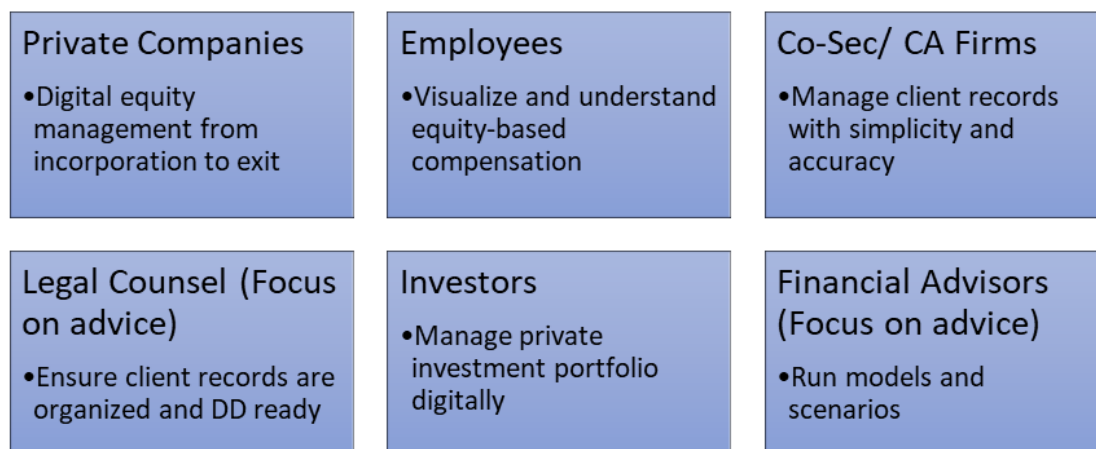 Private Companies
•Digital equity
management from
incorporation to exit
Employees
•Visualize and understand
equity-based
compensation
Co-Sec/ CA Firms
•Manage client records
with simplicity and
accuracy
Legal Counsel (Focus
on advice)
•Ensure client records are
organized and DD ready
Investors
•Manage private
investment portfolio
digitally
Financial Advisors
(Focus on advice)
•Run models and
scenarios